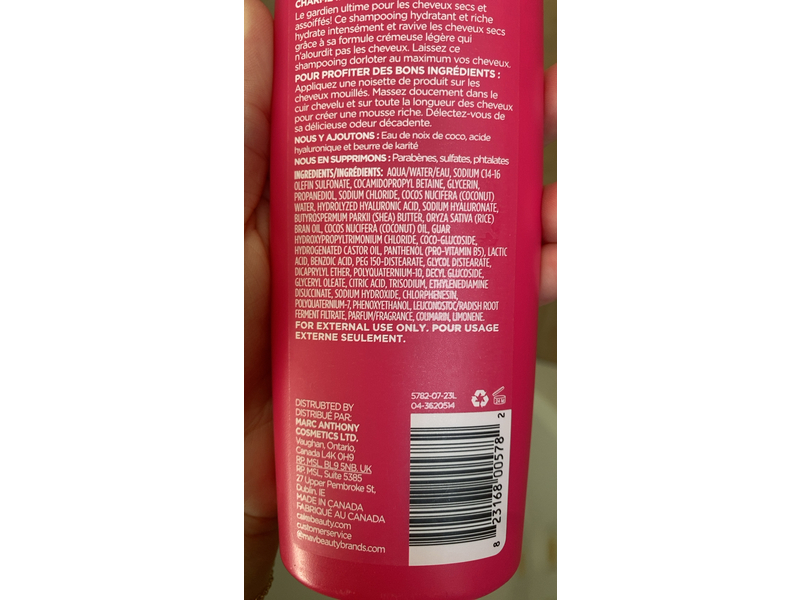 Le gardien ultime pour les cheveux secs et
assoiffés! Ce shampooing hydratant et riche
hydrate intensément et ravive les cheveux secs
grâce à sa formule crémeuse légère qui
n'alourdit pas les cheveux. Laissez ce
shampooing dorloter au maximum vos cheveux.
POUR PROFITER DES BONS INGRÉDIENTS :
Appliquez une noisette de produit sur les
cheveux mouillés. Massez doucement dans le
cuir chevelu et sur toute la longueur des cheveux
pour créer une mousse riche. Délectez-vous de
sa délicieuse odeur décadente.
NOUS Y AJOUTONS : Eau de noix de coco, acide
hyaluronique et beurre de karité
NOUS EN SUPPRIMONS : Parabènes, sulfates, phtalates
INGREDIENTS/INGRÉDIENTS: AQUA/WATER/EAU, SODIUM C14-16
OLEFIN SULFONATE, COCAMIDOPROPYL BETAINE, GLYCERIN,
PROPANEDIOL, SODIUM CHLORIDE, COCOS NUCIFERA (COCONUT)
WATER, HYDROLYZED HYALURONIC ACID, SODIUM HYALURONATE,
BUTYROSPERMUM PARKII (SHEA) BUTTER, ORYZA SATIVA (RICE)
BRAN OIL, COCOS NUCIFERA (COCONUT) OIL, GUAR
HYDROXYPROPYLTRIMONIUM CHLORIDE, COCO-GLUCOSIDE,
HYDROGENATED CASTOR OIL, PANTHENOL (PRO-VITAMIN B5), LACTIC
ACID, BENZOIC ACID, PEG 150-DISTEARATE, GLYCOL DISTEARATE,
DICAPRYLYL ETHER, POLYQUATERNIUM-10, DECYL GLUCOSIDE,
GLYCERYL OLEATE, CITRIC ACID, TRISODIUM, ETHYLENEDIAMINE
DISUCCINATE, SODIUM HYDROXIDE, CHLORPHENESIN,
POLYQUATERNIUM-7, PHENOXYETHANOL, LEUCONOSTOC/RADISH ROOT
FERMENT FILTRATE, PARFUM/FRAGRANCE, COUMARIN, LIMONENE.
FOR EXTERNAL USE ONLY. POUR USAGE
EXTERNE SEULEMENT.
5782-07-23L
04-3620514
DISTRUBTED BY
DISTRIBUÉ PAR:
MARC ANTHONY
COSMETICS LTD.
Vaughan, Ontario,
Canada L4K 0H9
RP, MSL, BL9 5NB, UK
RP, MSL, Suite 5385
27 Upper Pembroke St,
Dublin, IE
MADE IN CANADA
FABRIQUÉ AU CANADA
cakebeauty.com
customerservice
@mavbeautybrands.com
8 23168 00578 2